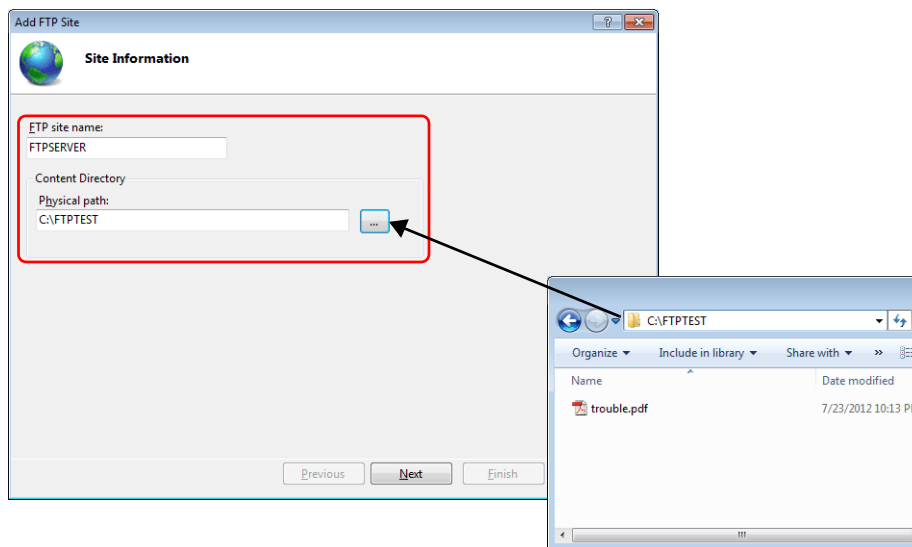 Add FTP Site
Site Information
FTP site name:
FTPSERVER
Content Directory
Physical path:
C:\FTPTEST
...
Previous
Next
Finish
C:\FTPTEST
Organize
Include in library
Share with
»
Name
Date modified
trouble.pdf
7/23/2012 10:13 P